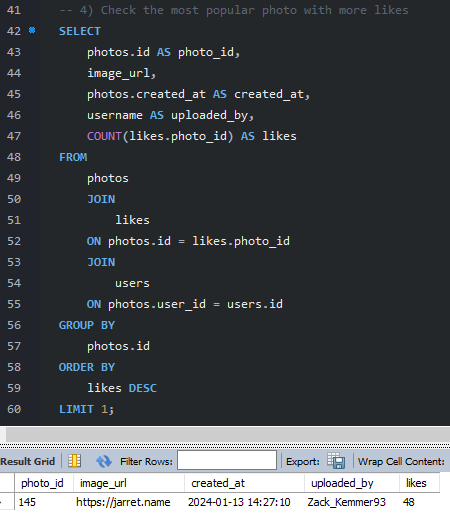 41 -- 4) Check the most popular photo with more likes
42 SELECT
43 photos.id AS photo_id,
44 image_url,
45 photos.created_at AS created_at,
46 username AS uploaded_by,
47 COUNT(likes.photo_id) AS likes
48 FROM
49 photos
50 JOIN
51 likes
52 ON photos.id = likes.photo_id
53 JOIN
54 users
55 ON photos.user_id = users.id
56 GROUP BY
57 photos.id
58 ORDER BY
59 likes DESC
60 LIMIT 1;
Result Grid Filter Rows: Export: Wrap Cell Content:
photo_id image_url created_at uploaded_by likes
145 https://jarret.name 2024-01-13 14:27:10 Zack_Kemmer93 48